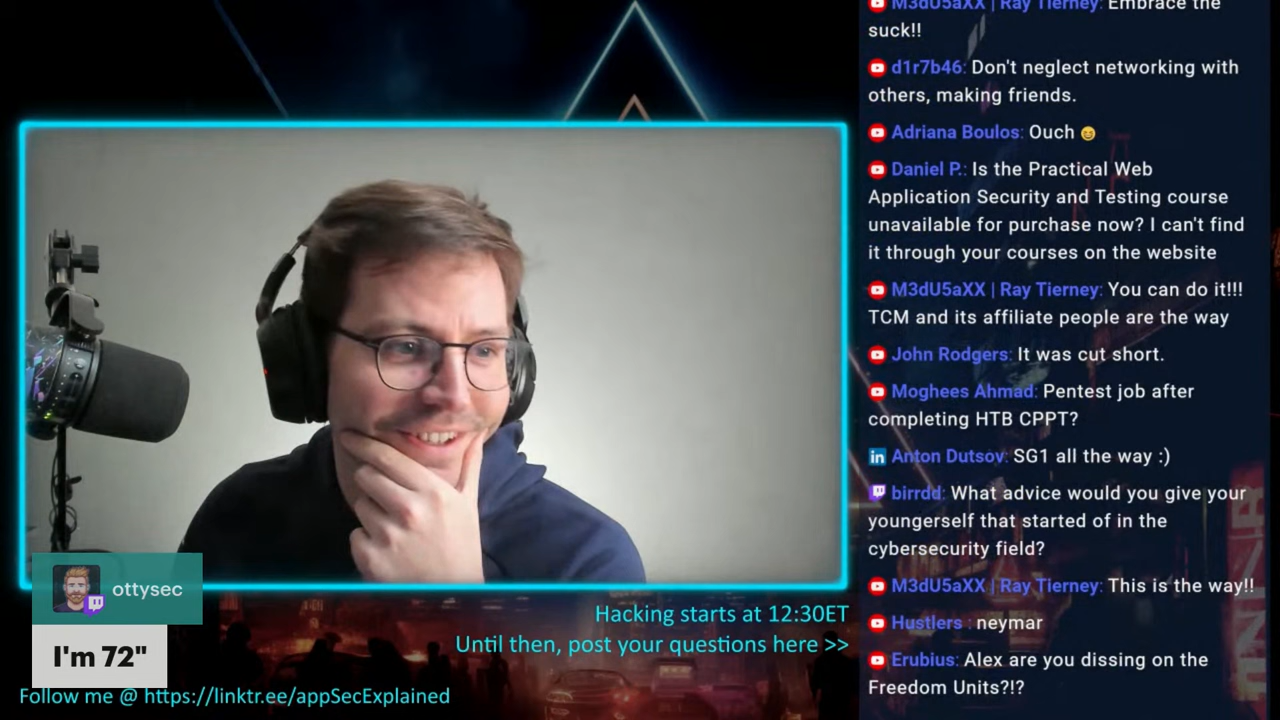 M3dU5aXX | Ray Tierney: Embrace the
suck!!
d1r7b46: Don't neglect networking with
others, making friends.
Adriana Boulos: Ouch 😊
Daniel P.: Is the Practical Web
Application Security and Testing course
unavailable for purchase now? I can't find
it through your courses on the website
M3dU5aXX | Ray Tierney: You can do it!!!
TCM and its affiliate people are the way
John Rodgers: It was cut short.
Moghees Ahmad: Pentest job after
completing HTB CPPT?
in Anton Dutsov: SG1 all the way :)
birrdd: What advice would you give your
youngerself that started of in the
cybersecurity field?
M3dU5aXX | Ray Tierney: This is the way!!
Hustlers : neymar
Erubius: Alex are you dissing on the
Freedom Units?!?
ottysec
I'm 72"
Hacking starts at 12:30ET
Until then, post your questions here >>
Follow me @ https://linktr.ee/appSecExplained